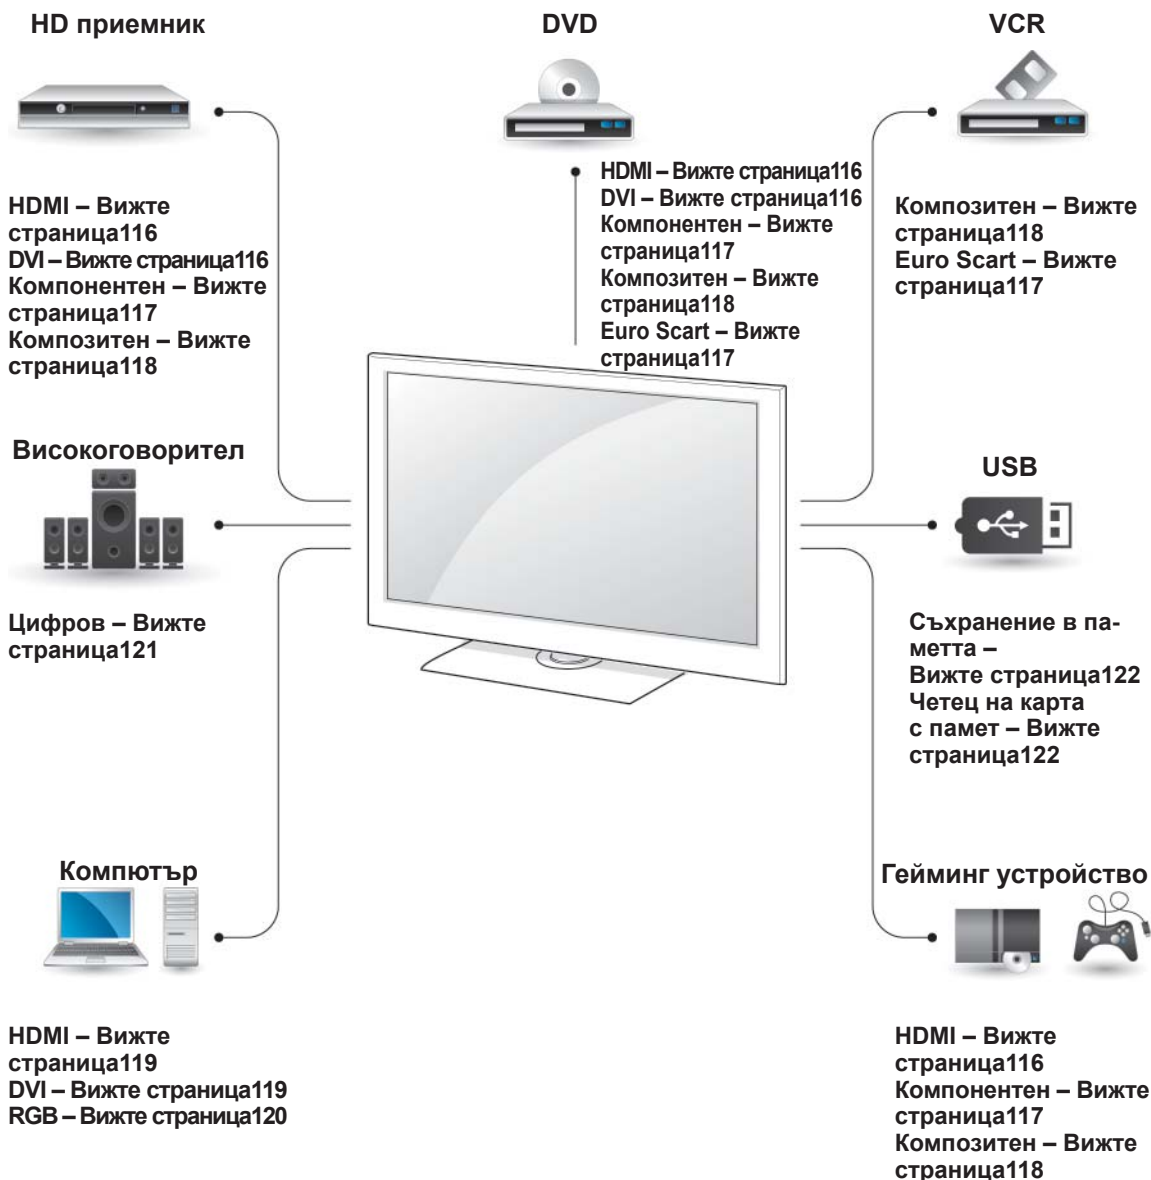 HD приемник
HDMI – Вижте
страница116
DVI – Вижте страница116
Компонентен – Вижте
страница117
Композитен – Вижте
страница118
DVD
HDMI – Вижте страница116
DVI – Вижте страница116
Компонентен – Вижте
страница117
Композитен – Вижте
страница118
Euro Scart – Вижте
страница117
VCR
Композитен – Вижте
страница118
Euro Scart – Вижте
страница117
Високоговорител
Цифров – Вижте
страница121
USB
Съхранение в па-
метта –
Вижте страница122
Четец на карта
с памет – Вижте
страница122
Компютър
HDMI – Вижте
страница119
DVI – Вижте страница119
RGB – Вижте страница120
Гейминг устройство
HDMI – Вижте
страница116
Компонентен – Вижте
страница117
Композитен – Вижте
страница118